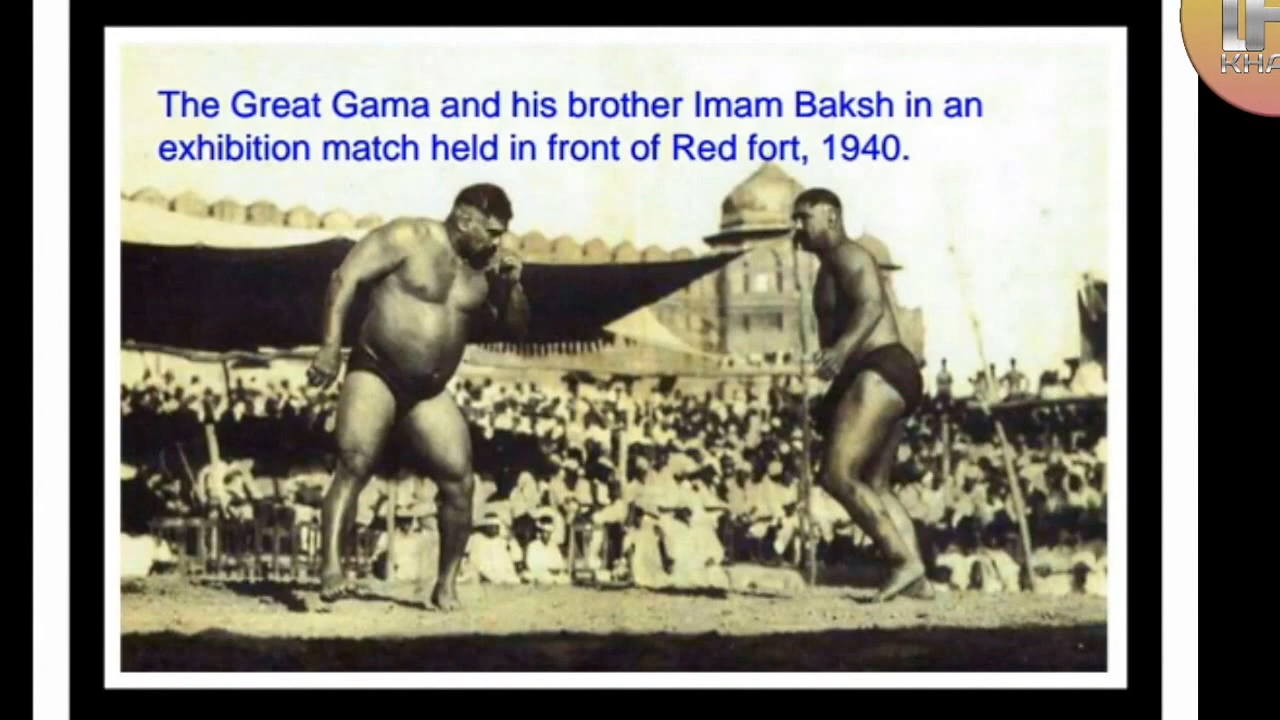 The Great Gama and his brother Imam Baksh in an
exhibition match held in front of Red fort, 1940.